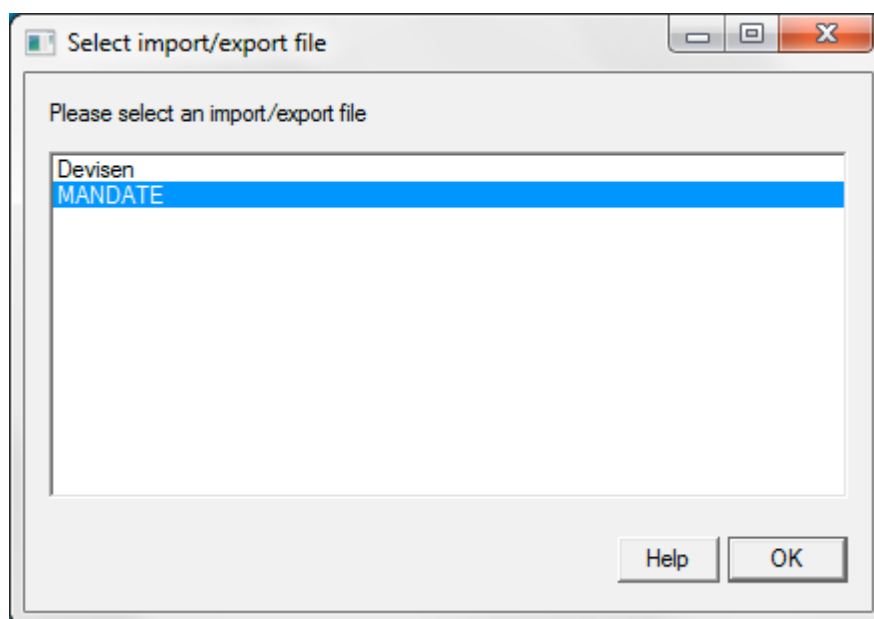 Select import/export file
Please select an import/export file
Devisen
MANDATE
Help
OK